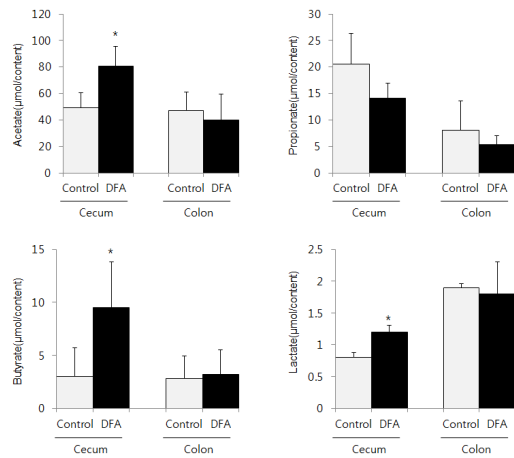 Acetate(μmol/content)
120
100
80
60
40
20
0
*
Control DFA Control DFA
Cecum Colon
Propionate(μmol/content)
30
25
20
15
10
5
0
Control DFA Control DFA
Cecum Colon
Butyrate(μmol/content)
15
10
5
0
*
Control DFA Control DFA
Cecum Colon
Lactate(μmol/content)
2.5
2
1.5
1
0.5
0
*
Control DFA Control DFA
Cecum Colon